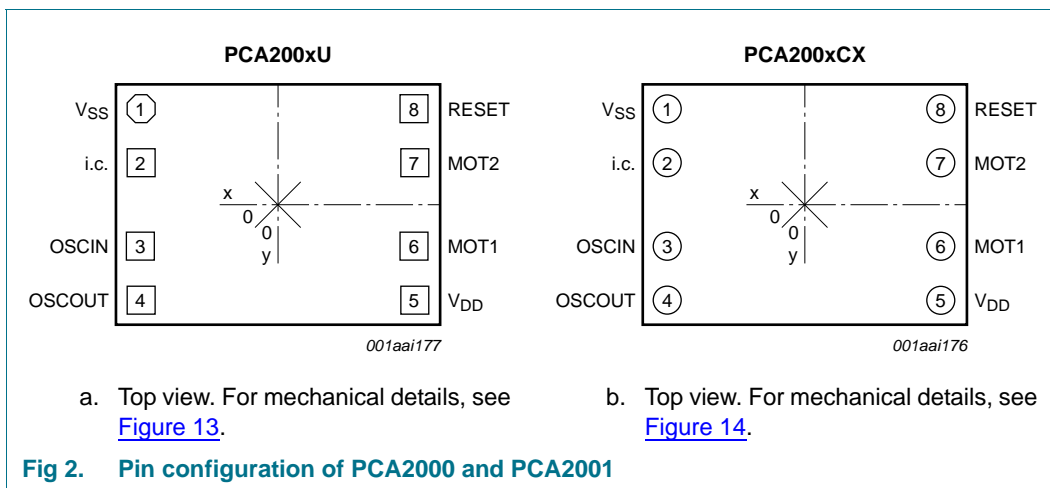 PCA200xU
VSS 1 8 RESET
i.c. 2 7 MOT2
x
0
0
y
OSCIN 3 6 MOT1
OSCOUT 4 5 VDD
001aai177
a. Top view. For mechanical details, see
Figure 13.
PCA200xCX
VSS 1 8 RESET
i.c. 2 7 MOT2
x
0
0
y
OSCIN 3 6 MOT1
OSCOUT 4 5 VDD
001aai176
b. Top view. For mechanical details, see
Figure 14.
Fig 2. Pin configuration of PCA2000 and PCA2001